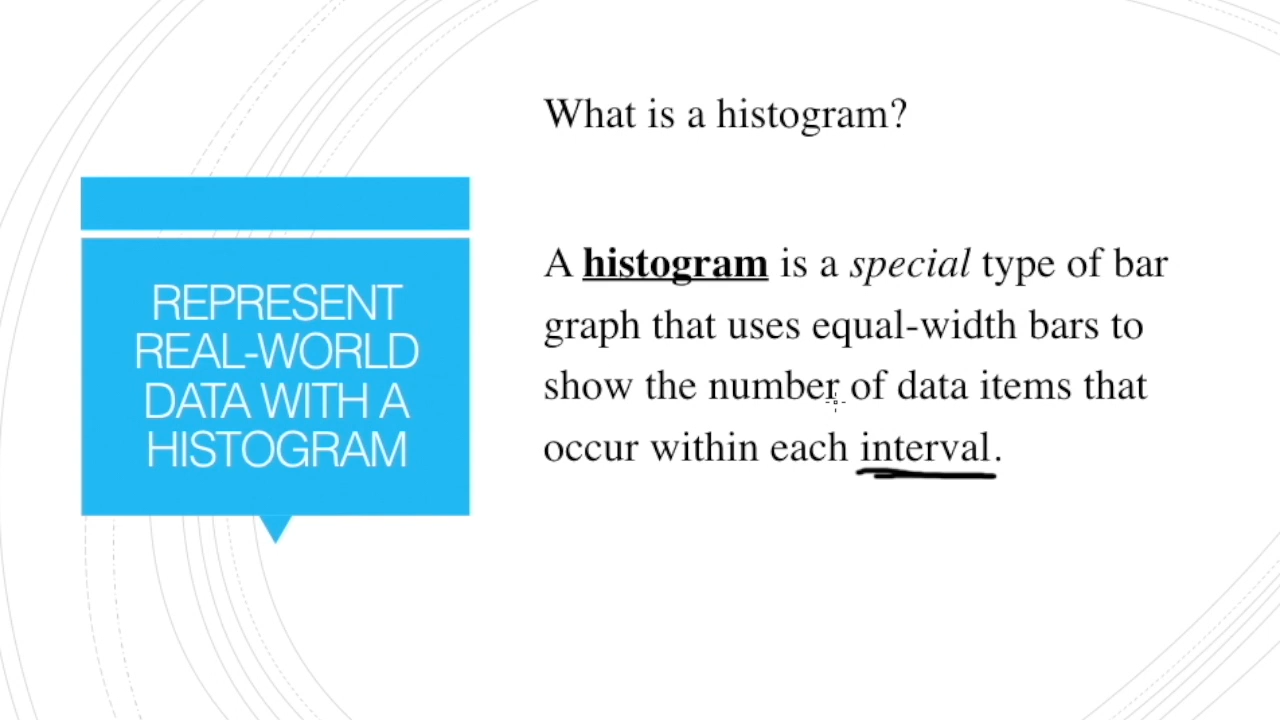 What is a histogram?
REPRESENT
REAL-WORLD
DATA WITH A
HISTOGRAM
A histogram is a special type of bar
graph that uses equal-width bars to
show the number of data items that
occur within each interval.